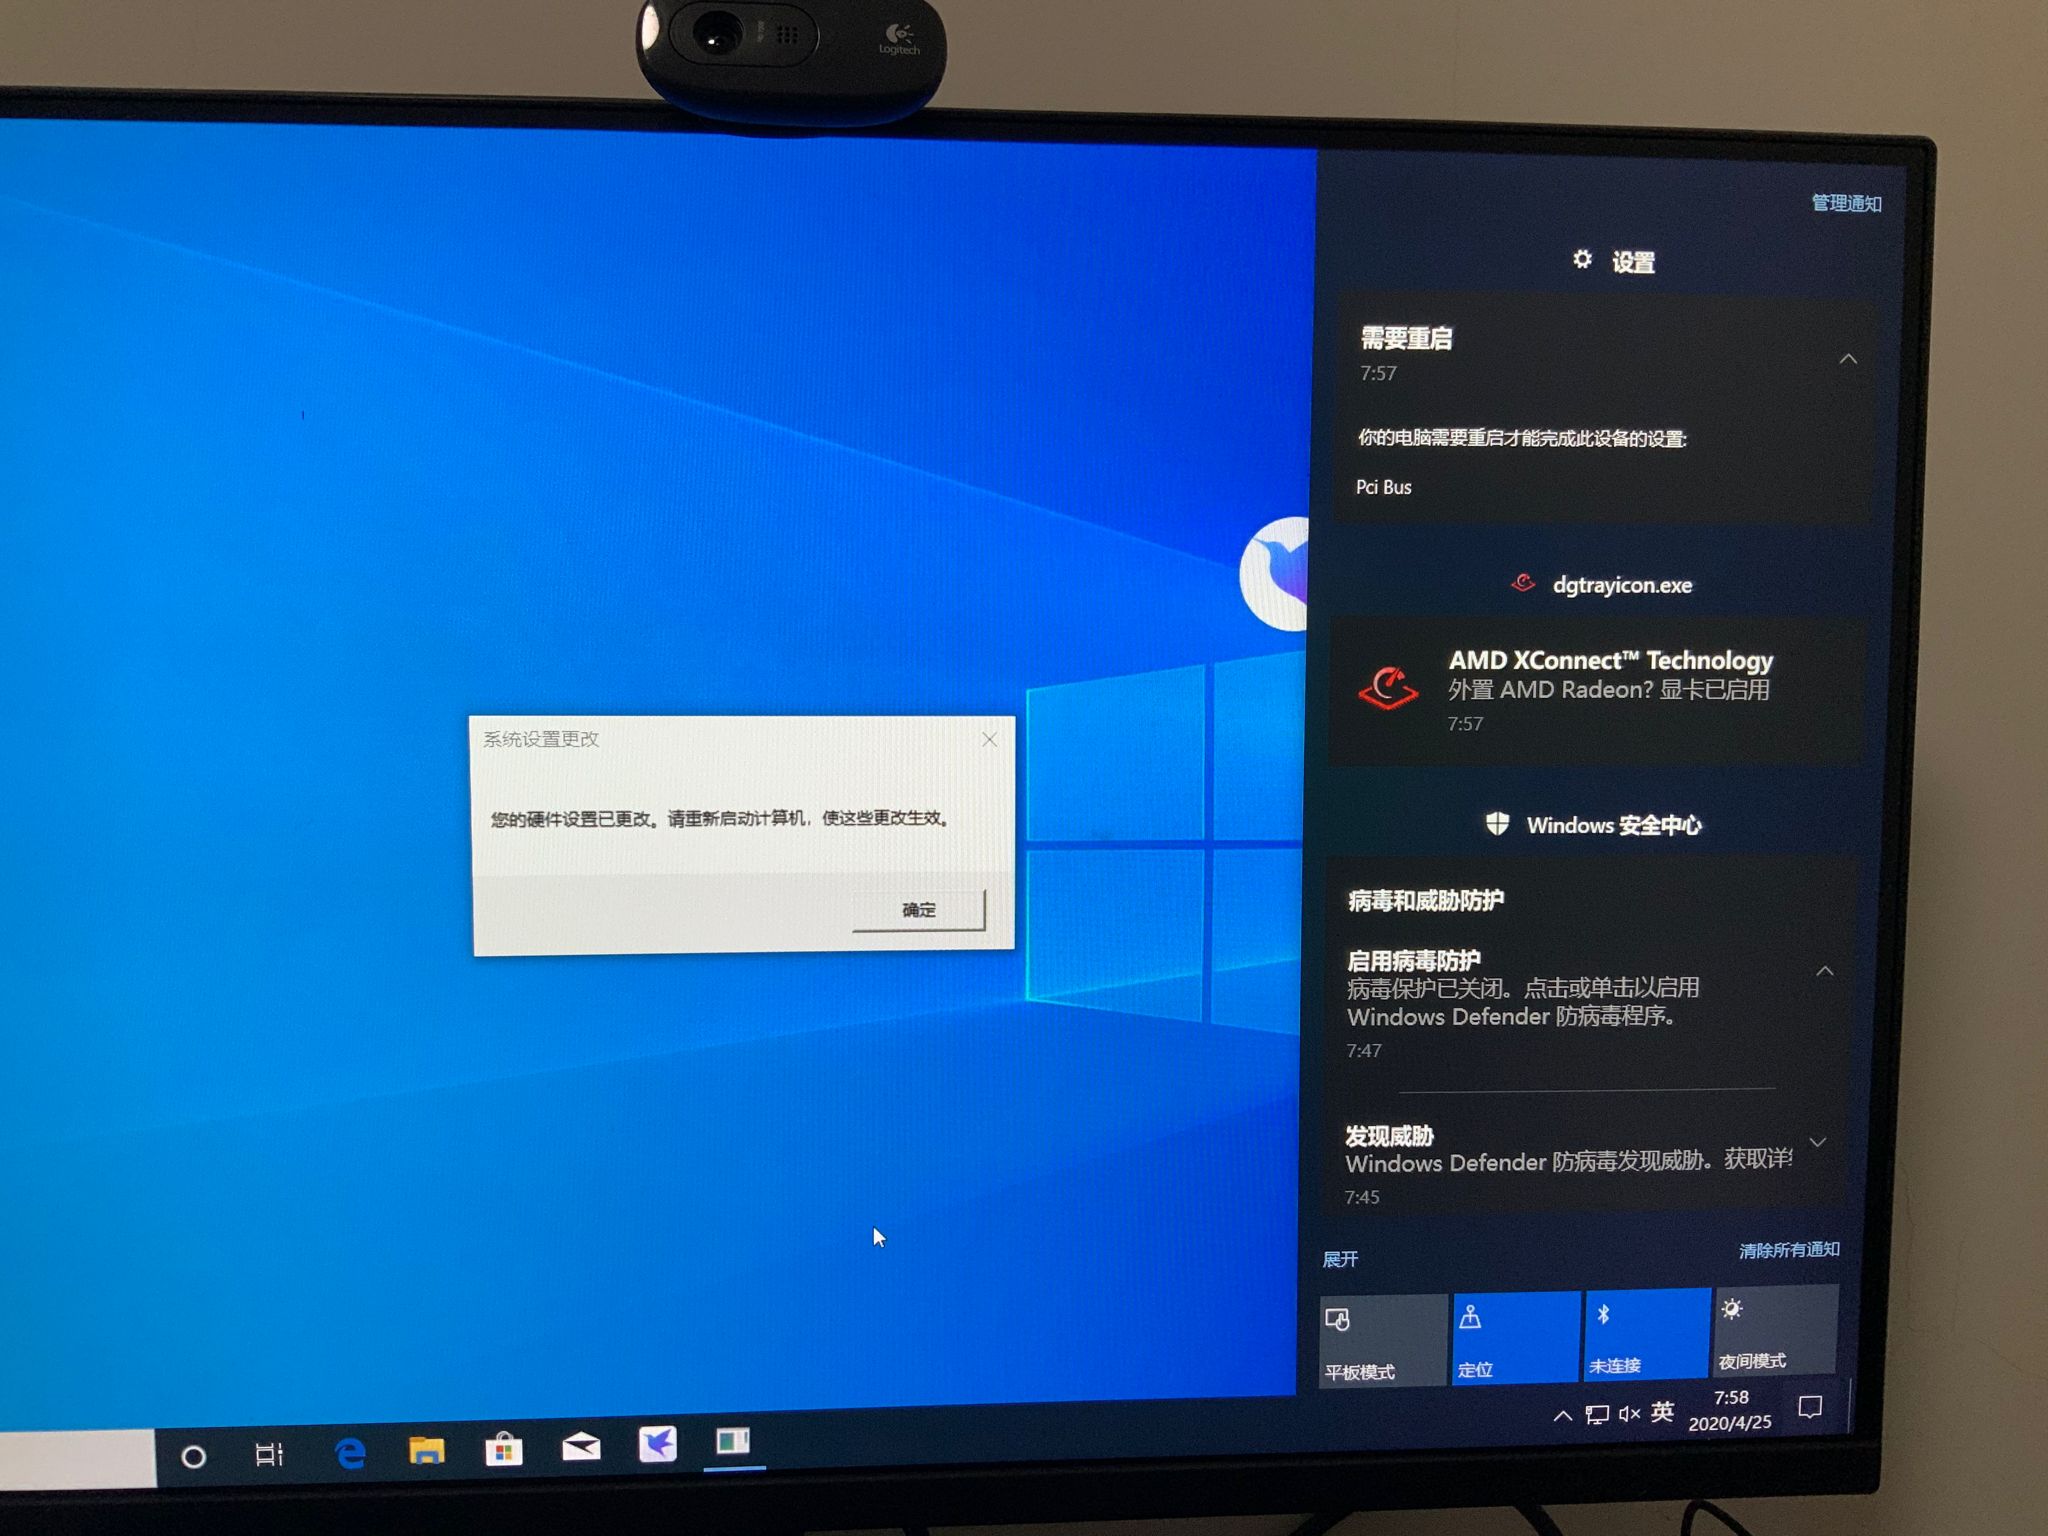 Logitech
管理通知
设置
需要重启
7:57
你的电脑需要重启才能完成此设备的设置:
Pci Bus
dgtrayicon.exe
AMD XConnect™ Technology
外置 AMD Radeon? 显卡已启用
7:57
系统设置更改
您的硬件设置已更改。请重新启动计算机，使这些更改生效。
确定
Windows 安全中心
病毒和威胁防护
启用病毒防护
病毒保护已关闭。点击或单击以启用
Windows Defender 防病毒程序。
7:47
发现威胁
Windows Defender 防病毒发现威胁。获取详
7:45
展开
清除所有通知
平板模式
定位
未连接
夜间模式
英
7:58
2020/4/25